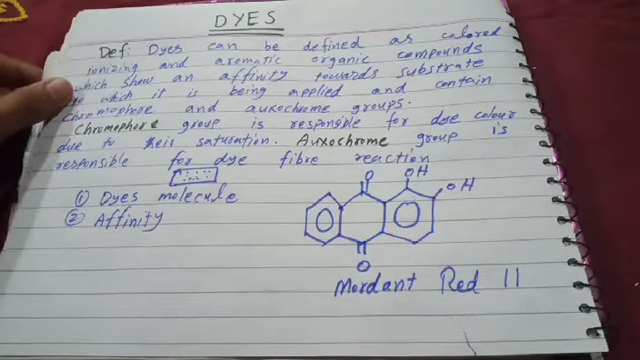 DYES
Def: Dyes can be defined as colored
ionizing and aromatic organic compounds
which show an affinity towards substrate
to which it is being applied and contain
chromophore and auxochrome groups.
Chromophore group is responsible for dye colour
due to their saturation. Auxochrome group is
responsible for dye fibre reaction
① Dyes molecule
② Affinity
O
OH
OH
O
Mordant Red 11